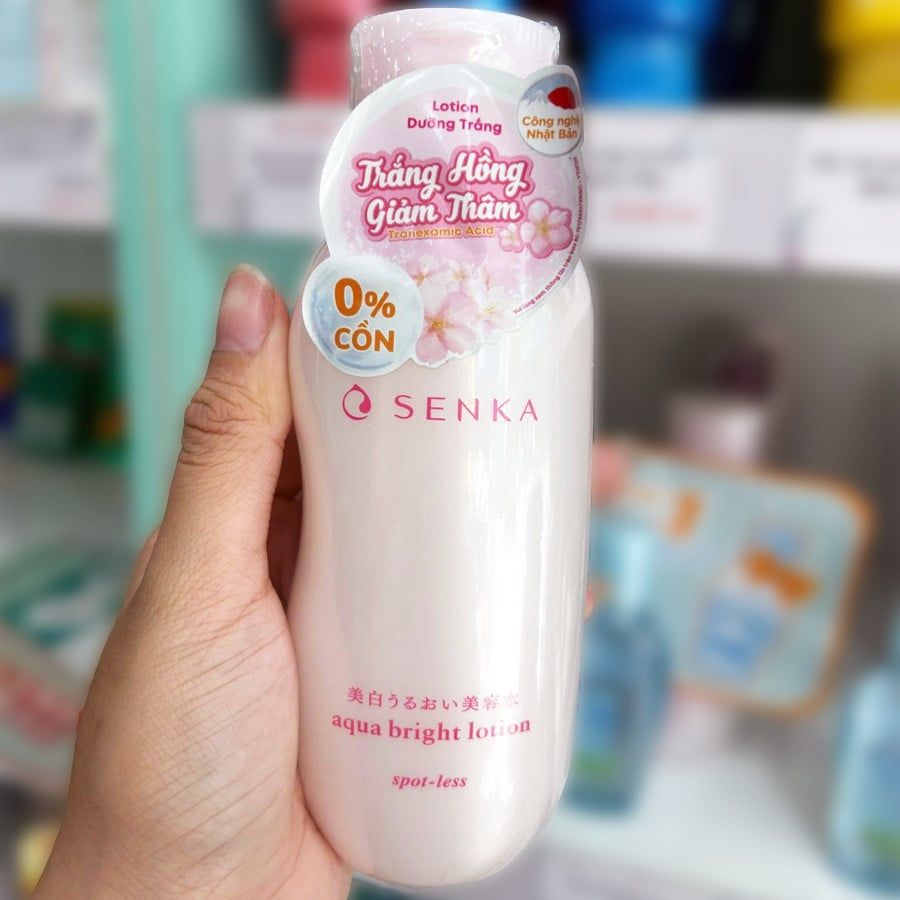 Lotion
Dưỡng Trắng
Công nghệ
Nhật Bản
Trắng Hồng
Giảm Thâm
Tranexamic Acid
0%
CỒN
SENKA
美白うるおい美容水
aqua bright lotion
spot-less